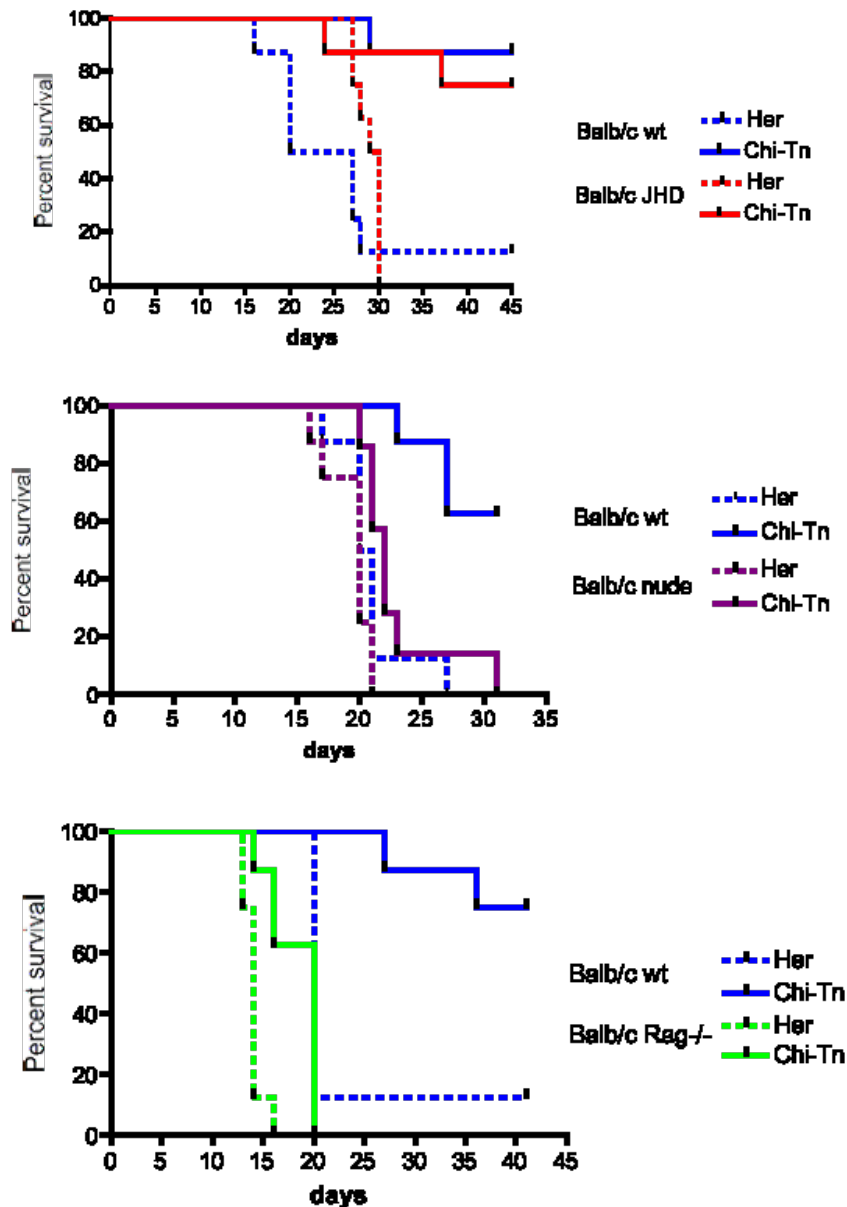 100
80
60
40
20
0
Percent survival
0 5 10 15 20 25 30 35 40 45
days
Balb/c wt
Her
Chi-Tn
Balb/c JHD
Her
Chi-Tn
100
80
60
40
20
0
Percent survival
0 5 10 15 20 25 30 35
days
Balb/c wt
Her
Chi-Tn
Balb/c nude
Her
Chi-Tn
100
80
60
40
20
0
Percent survival
0 5 10 15 20 25 30 35 40 45
days
Balb/c wt
Her
Chi-Tn
Balb/c Rag-/-
Her
Chi-Tn